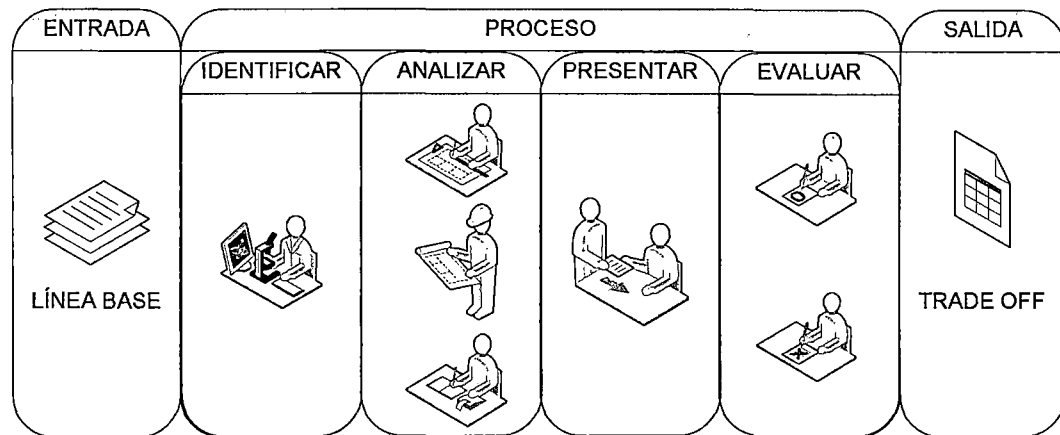 ENTRADA
PROCESO
SALIDA
IDENTIFICAR
ANALIZAR
PRESENTAR
EVALUAR
LÍNEA BASE
TRADE OFF